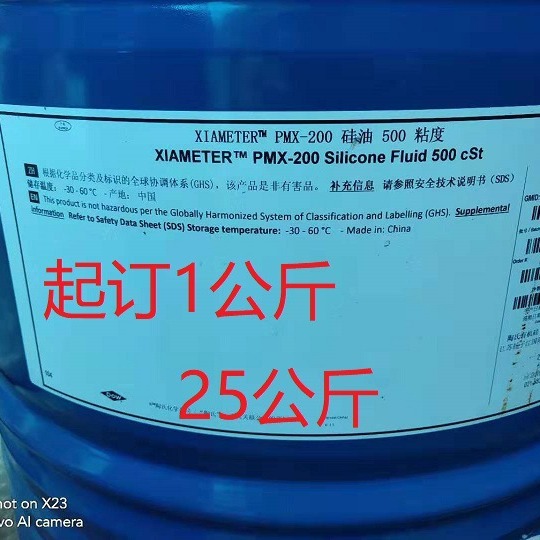 XIAMETER™ PMX-200 硅油 500 粘度
XIAMETER™ PMX-200 Silicone Fluid 500 cSt
ZH 根据化学品分类及标识的全球协调体系(GHS), 该产品是非有害品。 补充信息 请参照安全技术说明书(SDS)
储存温度: -30 - 60 ℃ - 产地: 中国
EN This product is not hazardous per the Globally Harmonized System of Classification and Labelling (GHS). Supplemental
Information Refer to Safety Data Sheet (SDS) Storage temperature: -30 - 60 ℃ - Made in: China
GMID:
Order #:
起订1公斤
25公斤
hot on X23
vo AI camera